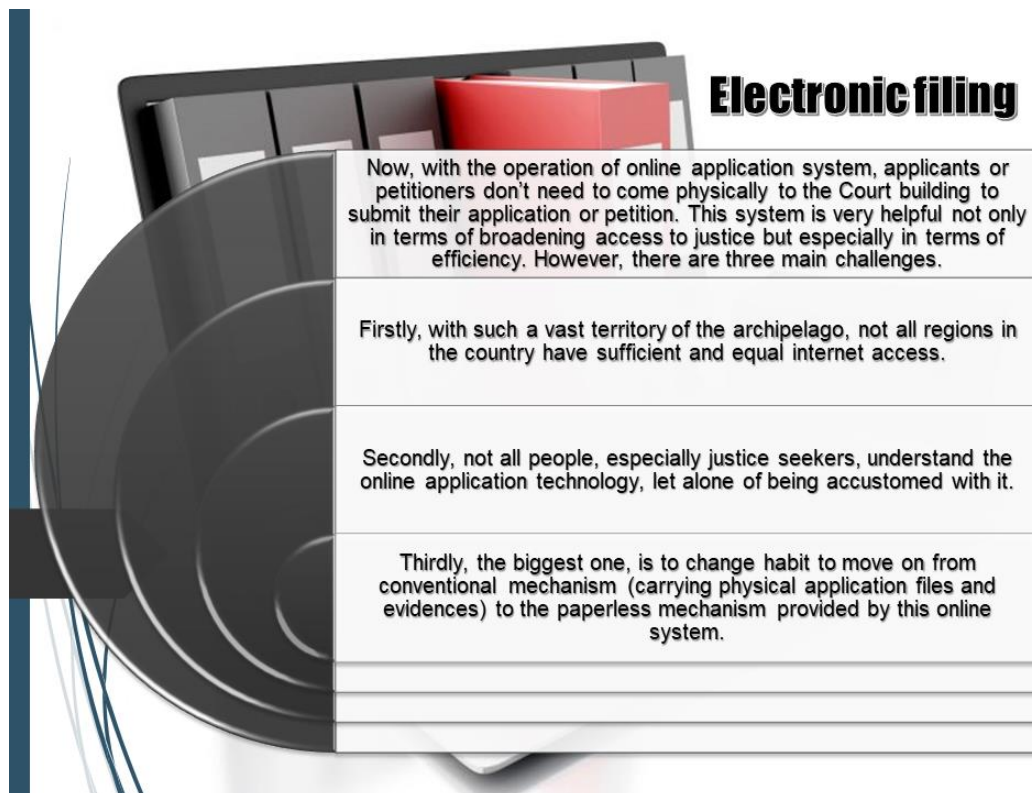 Electronic filing
Now, with the operation of online application system, applicants or
petitioners don't need to come physically to the Court building to
submit their application or petition. This system is very helpful not only
in terms of broadening access to justice but especially in terms of
efficiency. However, there are three main challenges.
Firstly, with such a vast territory of the archipelago, not all regions in
the country have sufficient and equal internet access.
Secondly, not all people, especially justice seekers, understand the
online application technology, let alone of being accustomed with it.
Thirdly, the biggest one, is to change habit to move on from
conventional mechanism (carrying physical application files and
evidences) to the paperless mechanism provided by this online
system.